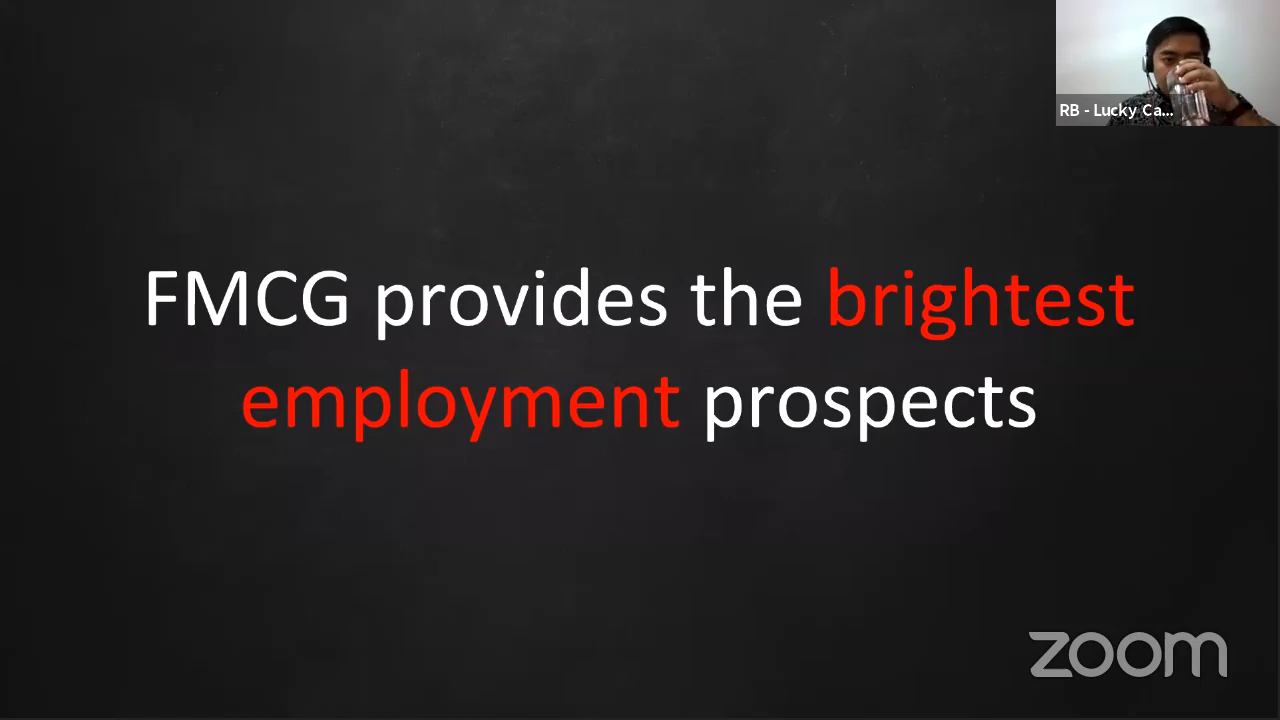 RB - Lucky Ca...
FMCG provides the brightest
employment prospects
zoom